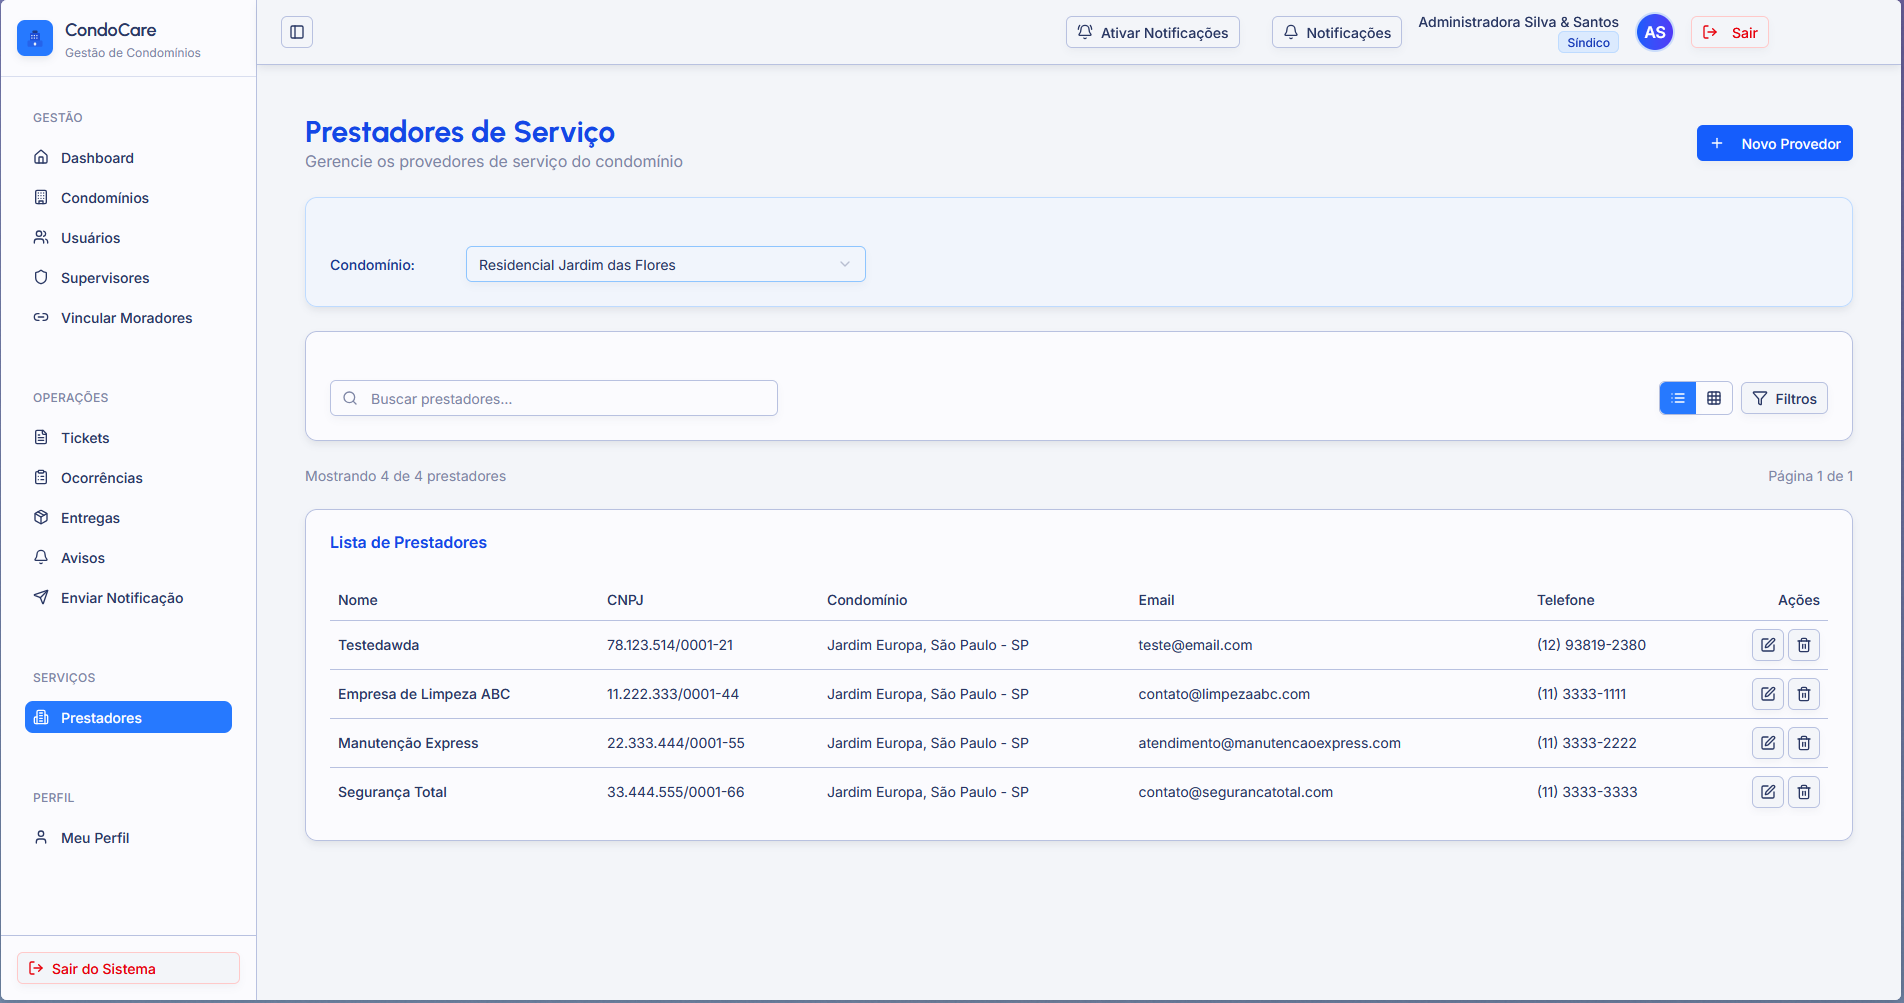 CondoCare
Gestão de Condomínios
Ativar Notificações
Notificações
Administradora Silva & Santos
Síndico
AS
Sair
GESTÃO
Dashboard
Condomínios
Usuários
Supervisores
Vincular Moradores
OPERAÇÕES
Tickets
Ocorrências
Entregas
Avisos
Enviar Notificação
SERVIÇOS
Prestadores
PERFIL
Meu Perfil
Sair do Sistema
Prestadores de Serviço
Gerencie os provedores de serviço do condomínio
Novo Provedor
Condomínio:
Residencial Jardim das Flores
Buscar prestadores...
Filtros
Mostrando 4 de 4 prestadores
Página 1 de 1
Lista de Prestadores
Nome CNPJ Condomínio Email Telefone Ações
Testedawda 78.123.514/0001-21 Jardim Europa, São Paulo - SP teste@email.com (12) 93819-2380
Empresa de Limpeza ABC 11.222.333/0001-44 Jardim Europa, São Paulo - SP contato@limpezaabc.com (11) 3333-1111
Manutenção Express 22.333.444/0001-55 Jardim Europa, São Paulo - SP atendimento@manutencaoexpress.com (11) 3333-2222
Segurança Total 33.444.555/0001-66 Jardim Europa, São Paulo - SP contato@segurancatotal.com (11) 3333-3333